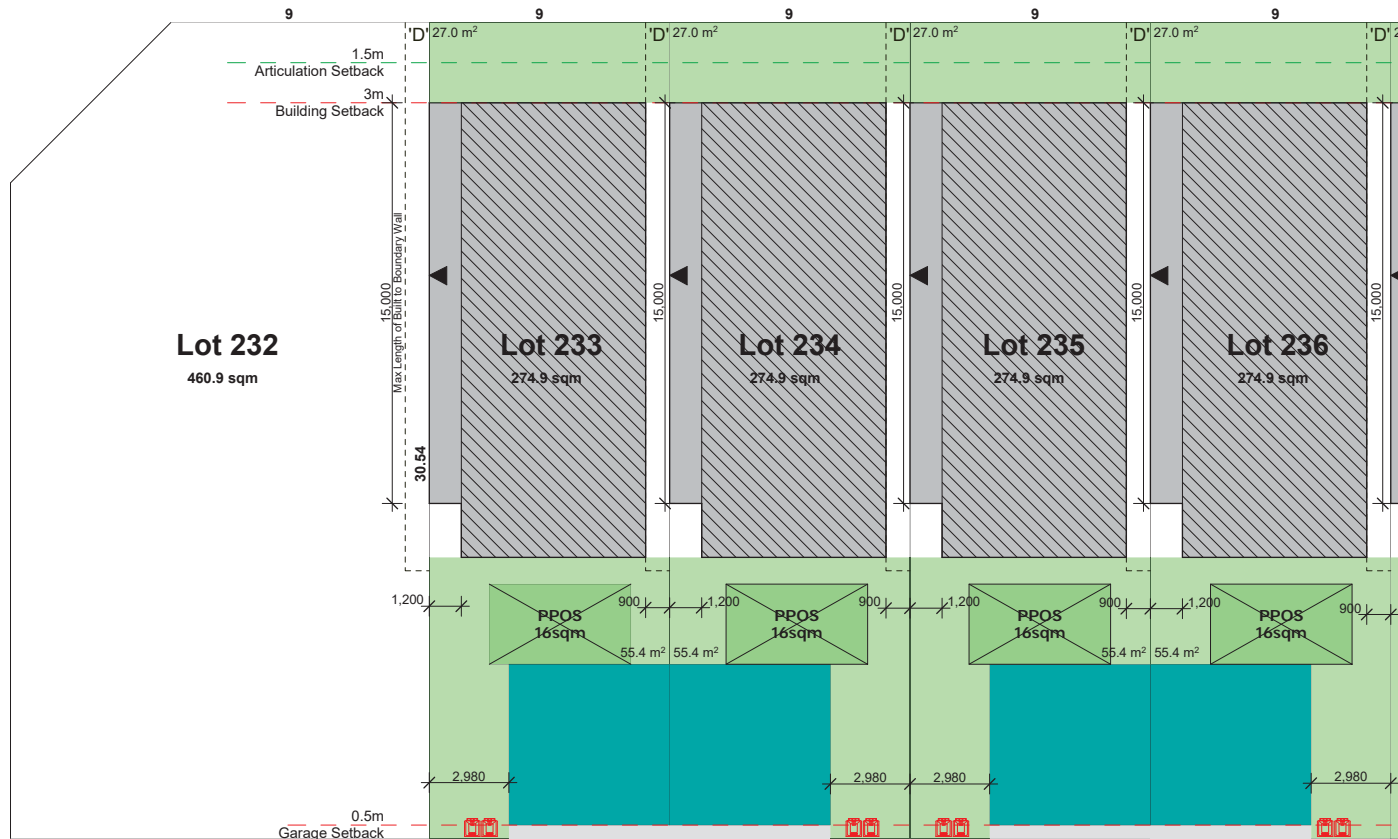 9 9 9 9 9
'D' 27.0 m² 'D' 27.0 m² 'D' 27.0 m² 'D' 27.0 m² 'D'
1.5m
Articulation Setback
3m
Building Setback
Max Length of Built to Boundary Wall
15,000 15,000 15,000 15,000 15,000
Lot 232 Lot 233 Lot 234 Lot 235 Lot 236
460.9 sqm 274.9 sqm 274.9 sqm 274.9 sqm 274.9 sqm
30.54
1,200 900 1,200 900 1,200 900 1,200 900
PPOS PPOS PPOS PPOS
16sqm 16sqm 16sqm 16sqm
55.4 m² 55.4 m² 55.4 m² 55.4 m²
2,980 2,980 2,980 2,980
0.5m
Garage Setback